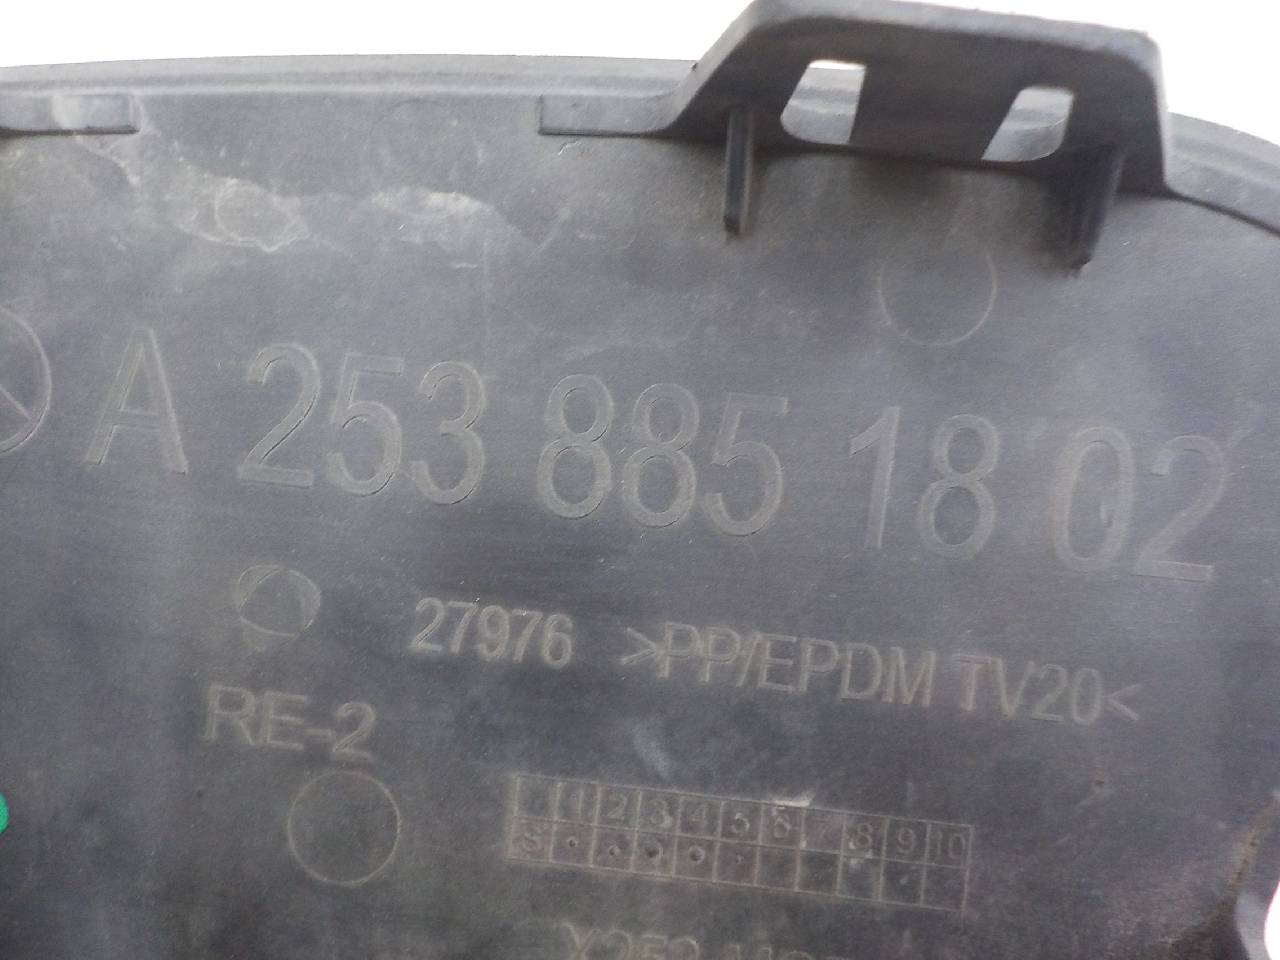 A 253 885 18 02
27976 >PP/EPDM TV20<
RE-2
1 2 3 4 5 6 7 8 9 10